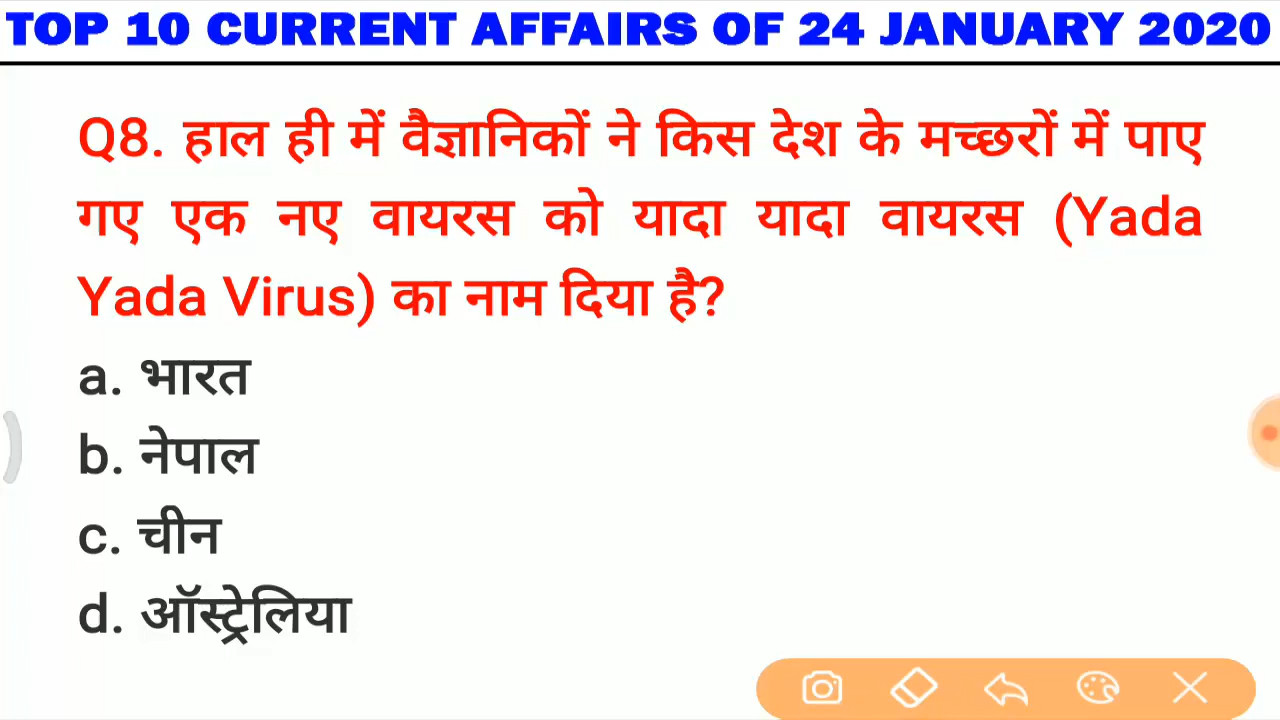 TOP 10 CURRENT AFFAIRS OF 24 JANUARY 2020
Q8. हाल ही में वैज्ञानिकों ने किस देश के मच्छरों में पाए
गए एक नए वायरस को यादा यादा वायरस (Yada
Yada Virus) का नाम दिया है?
a. भारत
b. नेपाल
c. चीन
d. ऑस्ट्रेलिया